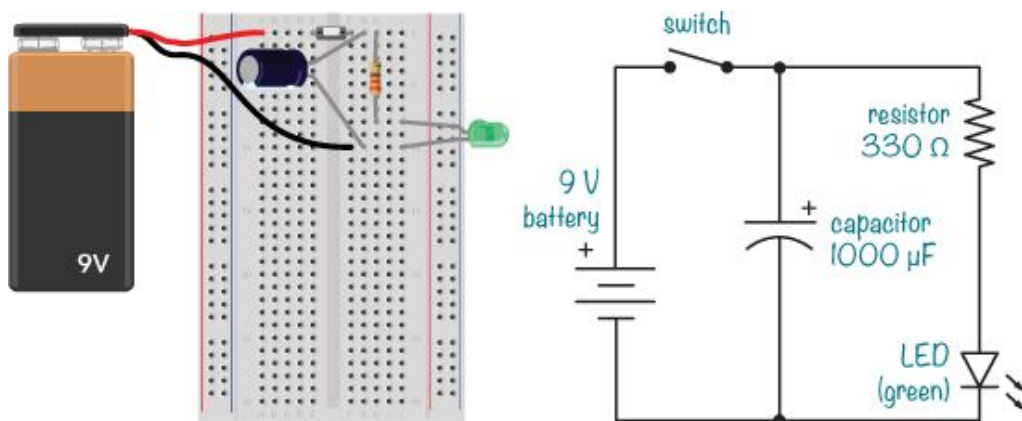 9V
switch
resistor
330 Ω
9 V
battery
+
+
capacitor
1000 µF
LED
(green)